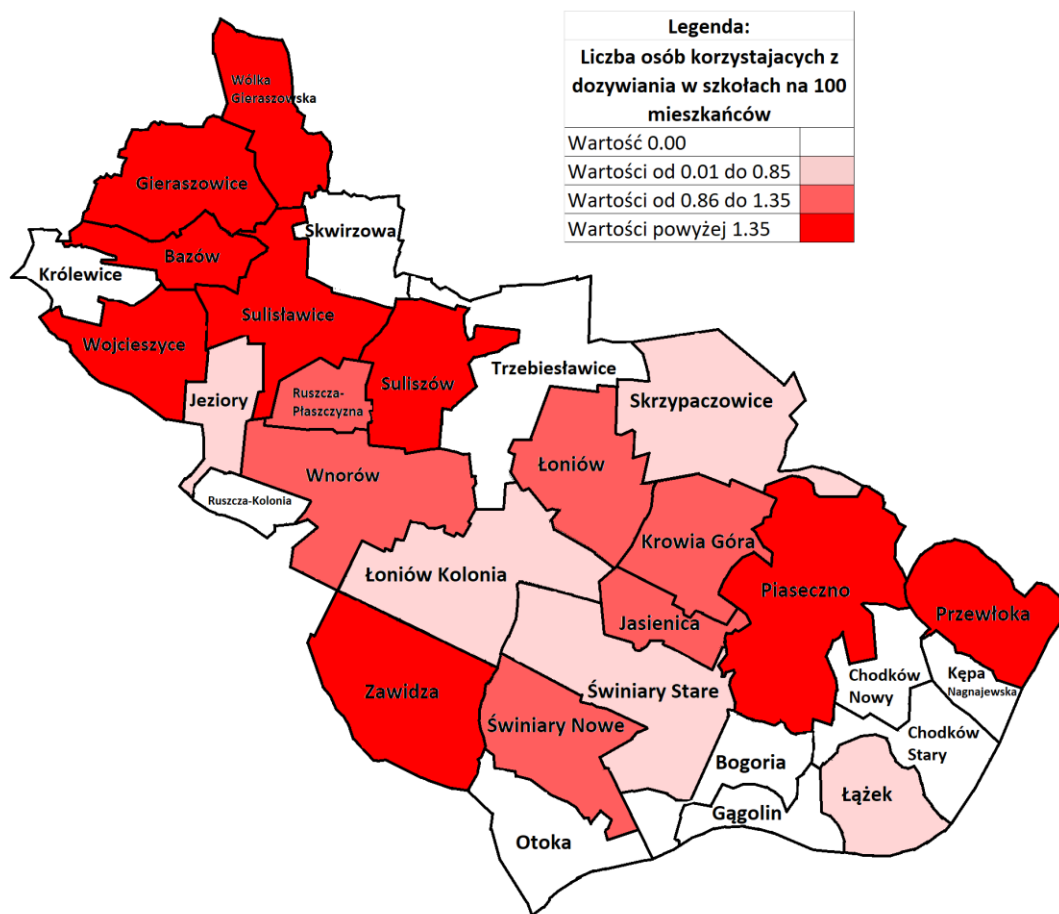 Legenda:
Liczba osób korzystajacych z
dozywiania w szkołach na 100
mieszkańców
Wartość 0.00
Wartości od 0.01 do 0.85
Wartości od 0.86 do 1.35
Wartości powyżej 1.35
Wólka
Gieraszowska
Gieraszowice
Skwirzowa
Bazów
Królewice
Sulisławice
Wojcieszyce
Trzebiesławice
Suliszów
Ruszcza-
Płaszczyzna
Jeziory
Skrzypaczowice
Łoniów
Wnorów
Ruszcza-Kolonia
Krowia Góra
Łoniów Kolonia
Piaseczno
Przewłoka
Jasienica
Chodków
Nowy
Kępa
Nagnajewska
Zawidza
Świniary Stare
Świniary Nowe
Chodków
Stary
Bogoria
Łążek
Gągolin
Otoka